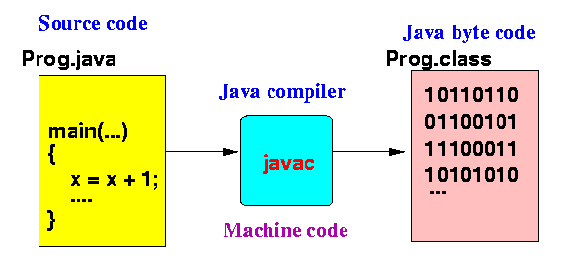 Source code
Prog.java
main(...)
{
x = x + 1;
....
}
Java compiler
javac
Machine code
Java byte code
Prog.class
10110110
01100101
11100011
10101010
...